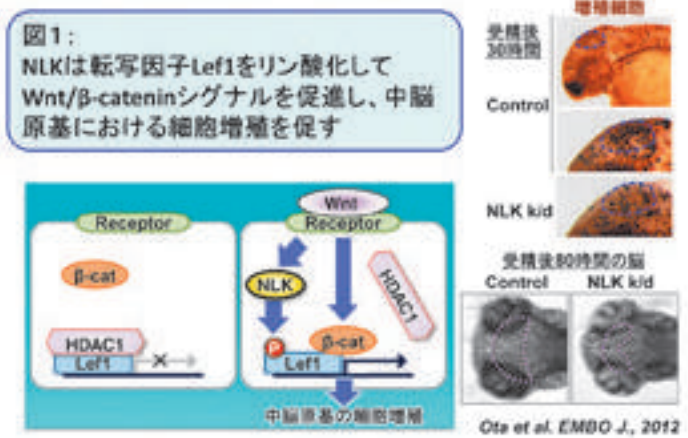 図1:
NLKは転写因子Lef1をリン酸化して
Wnt/β-cateninシグナルを促進し、中脳
原基における細胞増殖を促す
Receptor
β-cat
HDAC1
Lef1
Wnt
Receptor
NLK
HDAC1
P
β-cat
Lef1
中脳原基の細胞増殖
増殖細胞
受精後
30時間
Control
NLK k/d
受精後80時間の脳
Control
NLK k/d
Ota et al. EMBO J., 2012